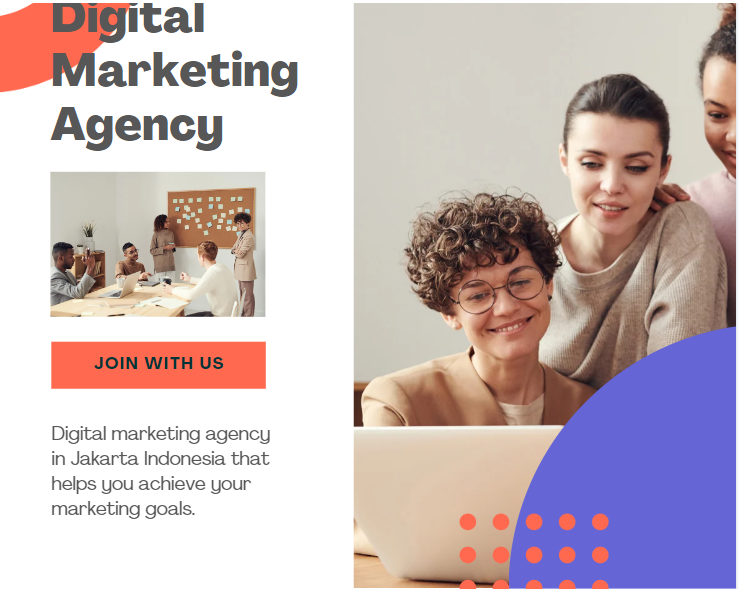 Digital
Marketing
Agency
JOIN WITH US
Digital marketing agency
in Jakarta Indonesia that
helps you achieve your
marketing goals.